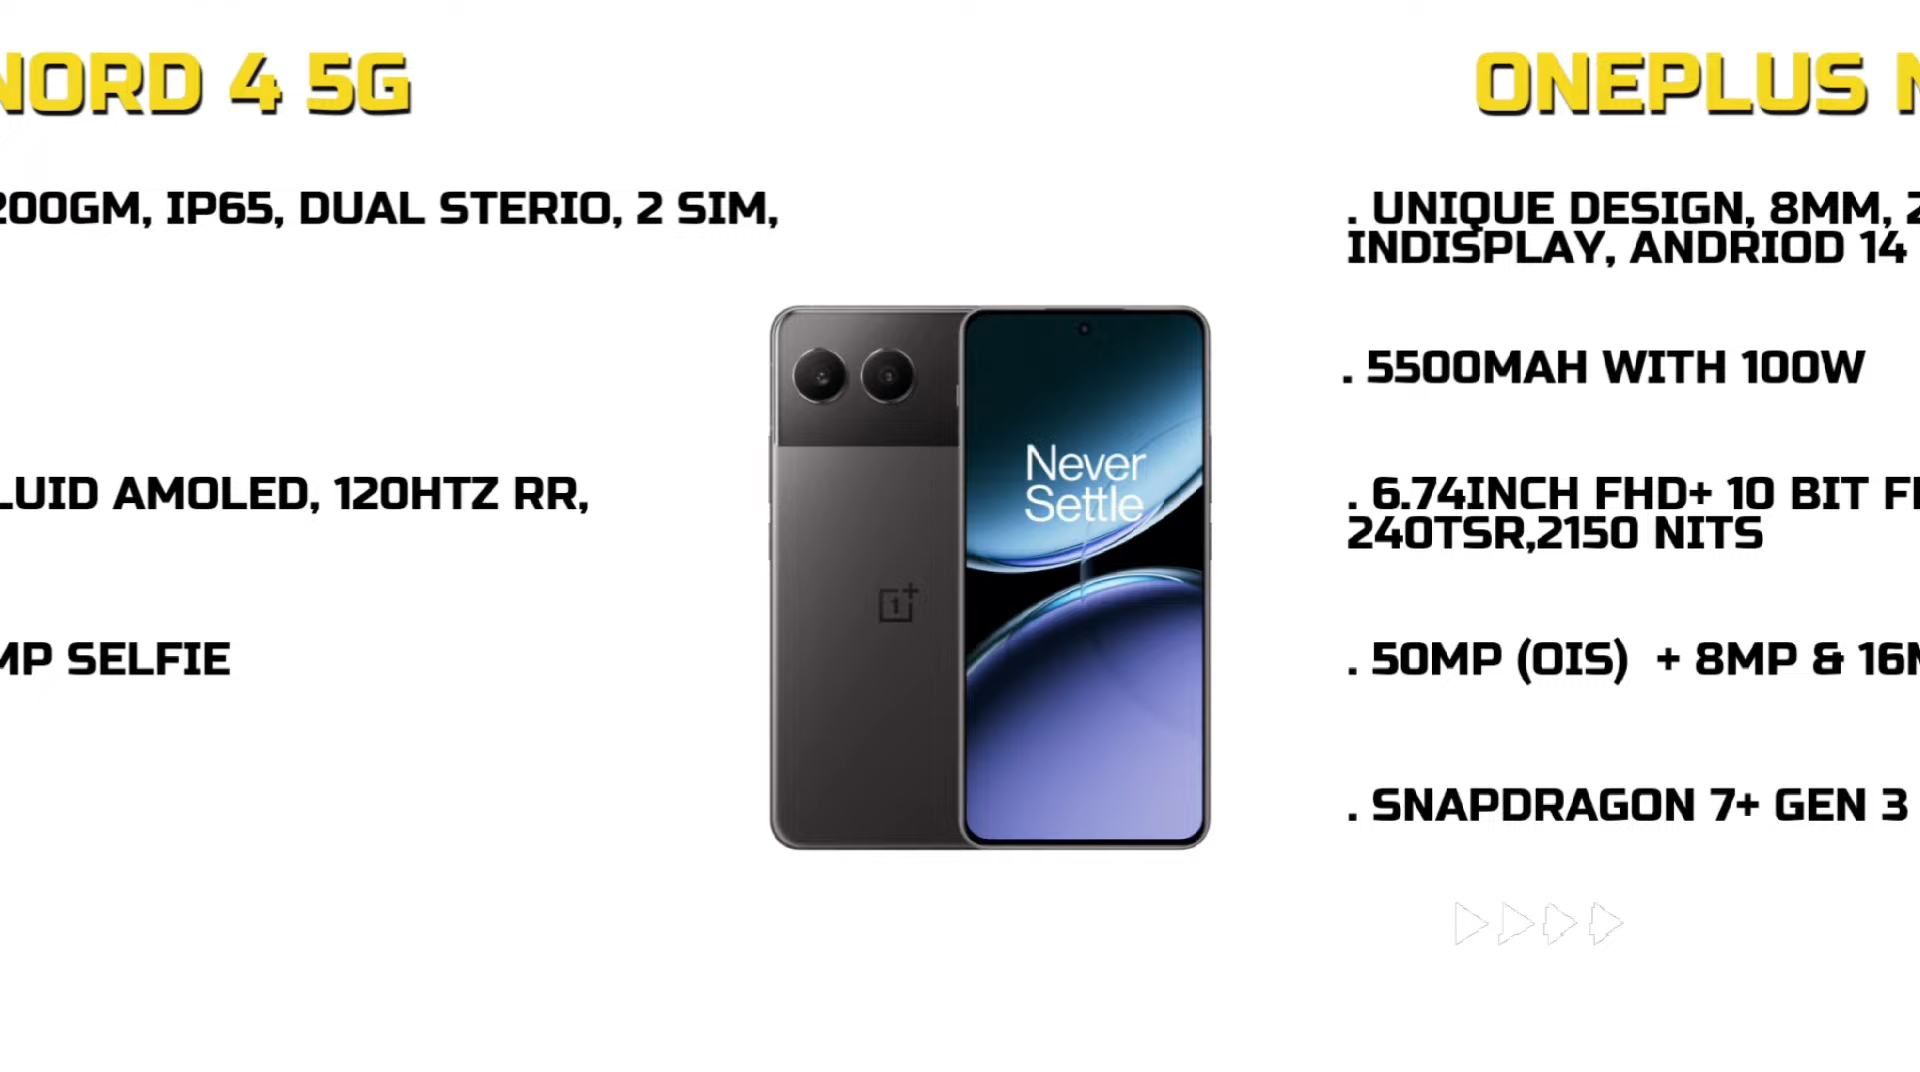 NORD 4 5G
ONEPLUS
200GM, IP65, DUAL STERIO, 2 SIM,
. UNIQUE DESIGN, 8MM,
INDISPLAY, ANDRIOD 14
. 5500MAH WITH 100W
Never
Settle
LUID AMOLED, 120HTZ RR,
. 6.74INCH FHD+ 10 BIT
240TSR,2150 NITS
MP SELFIE
. 50MP (OIS) + 8MP & 16
. SNAPDRAGON 7+ GEN 3